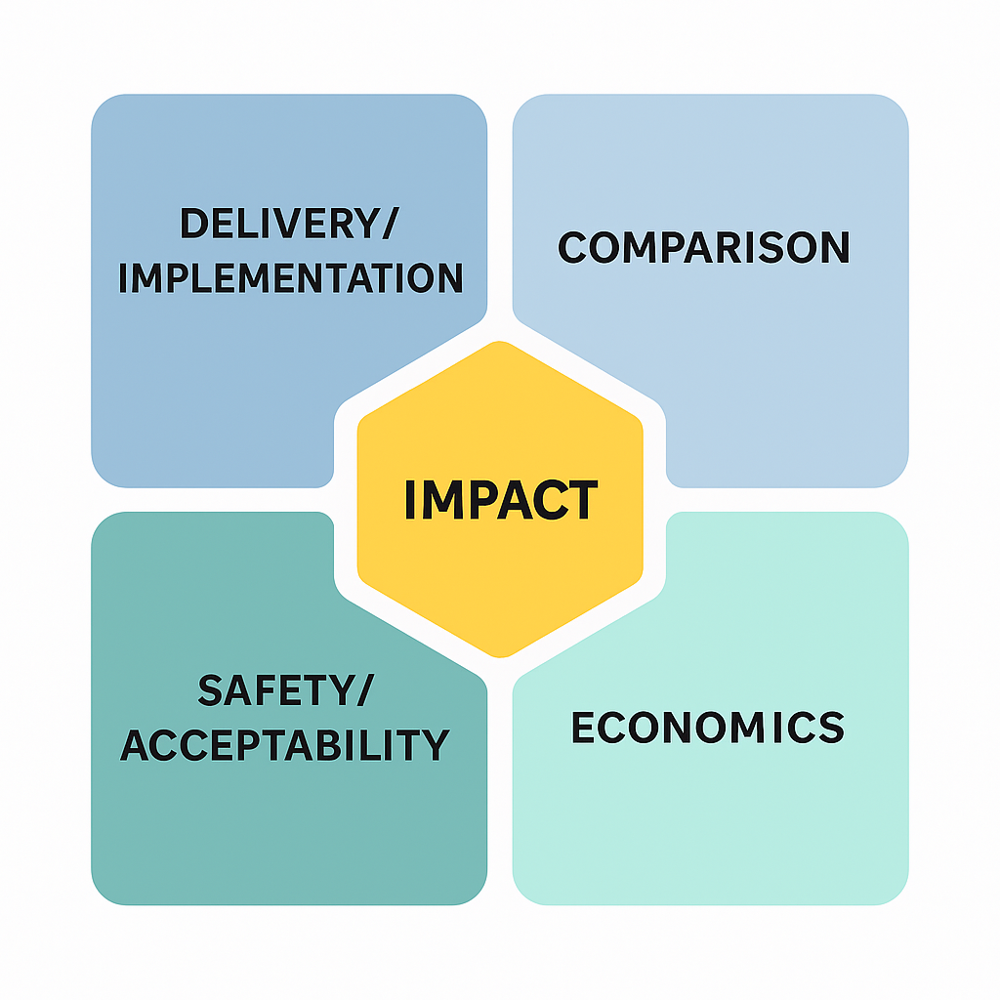 DELIVERY/
IMPLEMENTATION
COMPARISON
IMPACT
SAFETY/
ACCEPTABILITY
ECONOMICS